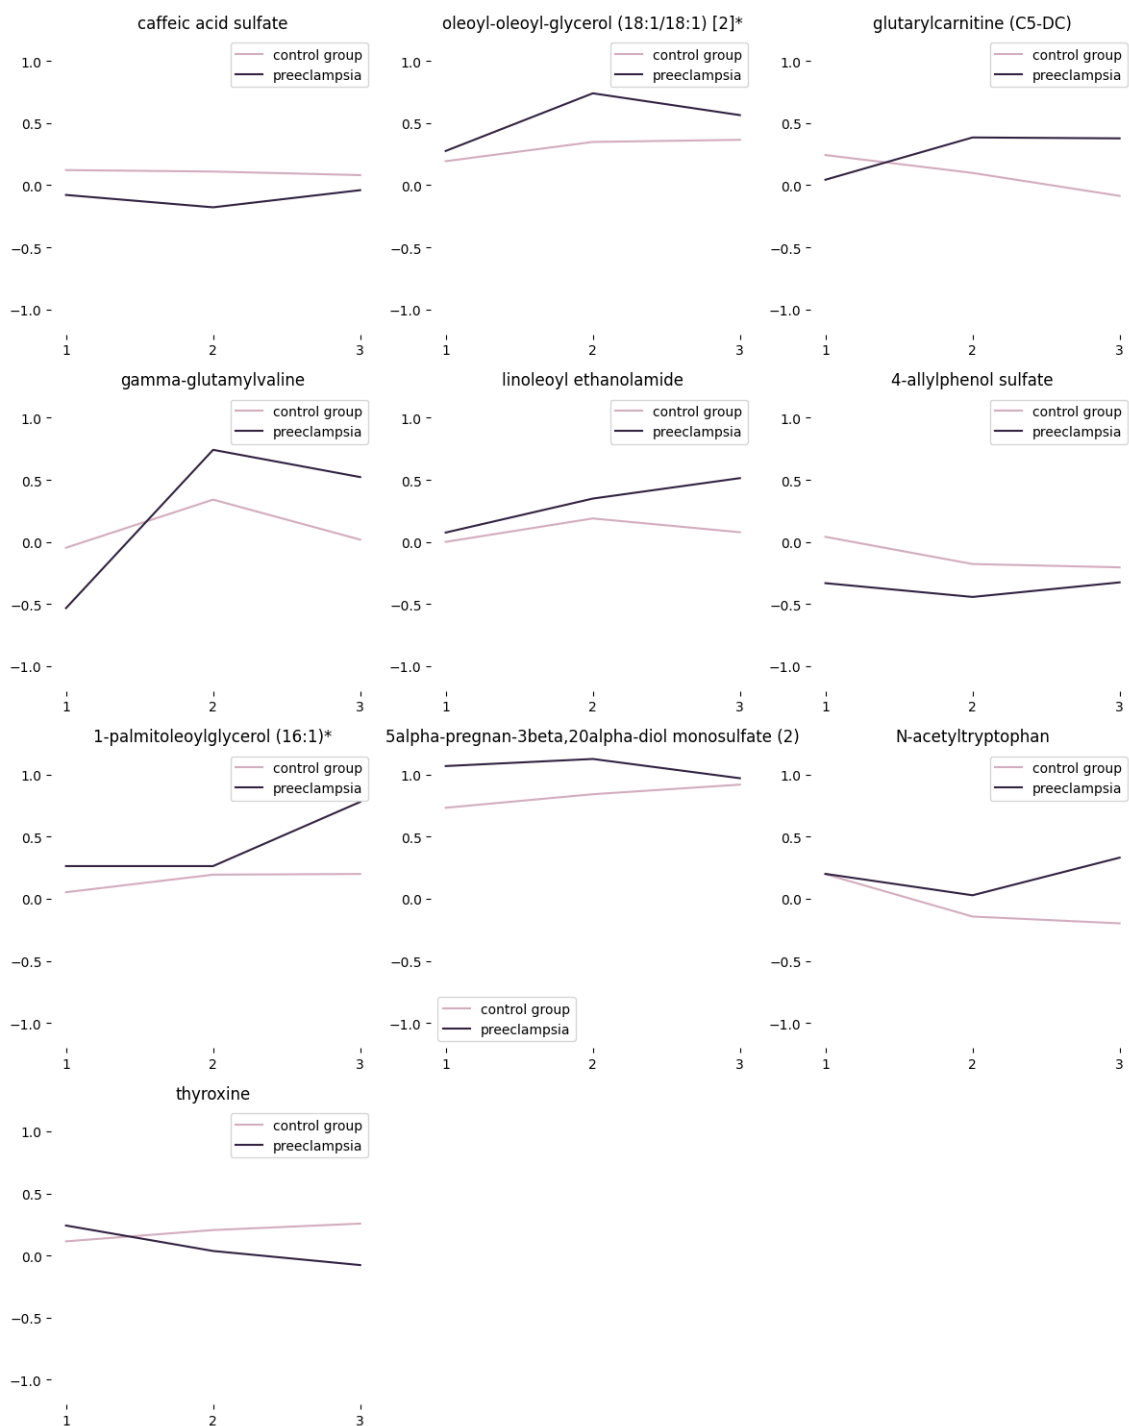 caffeic acid sulfate
control group
preeclampsia
1.0
0.5
0.0
−0.5
−1.0
1 2 3
oleoyl-oleoyl-glycerol (18:1/18:1) [2]*
control group
preeclampsia
1.0
0.5
0.0
−0.5
−1.0
1 2 3
glutarylcarnitine (C5-DC)
control group
preeclampsia
1.0
0.5
0.0
−0.5
−1.0
1 2 3
gamma-glutamylvaline
control group
preeclampsia
1.0
0.5
0.0
−0.5
−1.0
1 2 3
linoleoyl ethanolamide
control group
preeclampsia
1.0
0.5
0.0
−0.5
−1.0
1 2 3
4-allylphenol sulfate
control group
preeclampsia
1.0
0.5
0.0
−0.5
−1.0
1 2 3
1-palmitoleoylglycerol (16:1)*
control group
preeclampsia
1.0
0.5
0.0
−0.5
−1.0
1 2 3
5alpha-pregnan-3beta,20alpha-diol monosulfate (2)
1.0
0.5
0.0
−0.5
−1.0
control group
preeclampsia
1 2 3
N-acetyltryptophan
control group
preeclampsia
1.0
0.5
0.0
−0.5
−1.0
1 2 3
thyroxine
control group
preeclampsia
1.0
0.5
0.0
−0.5
−1.0
1 2 3